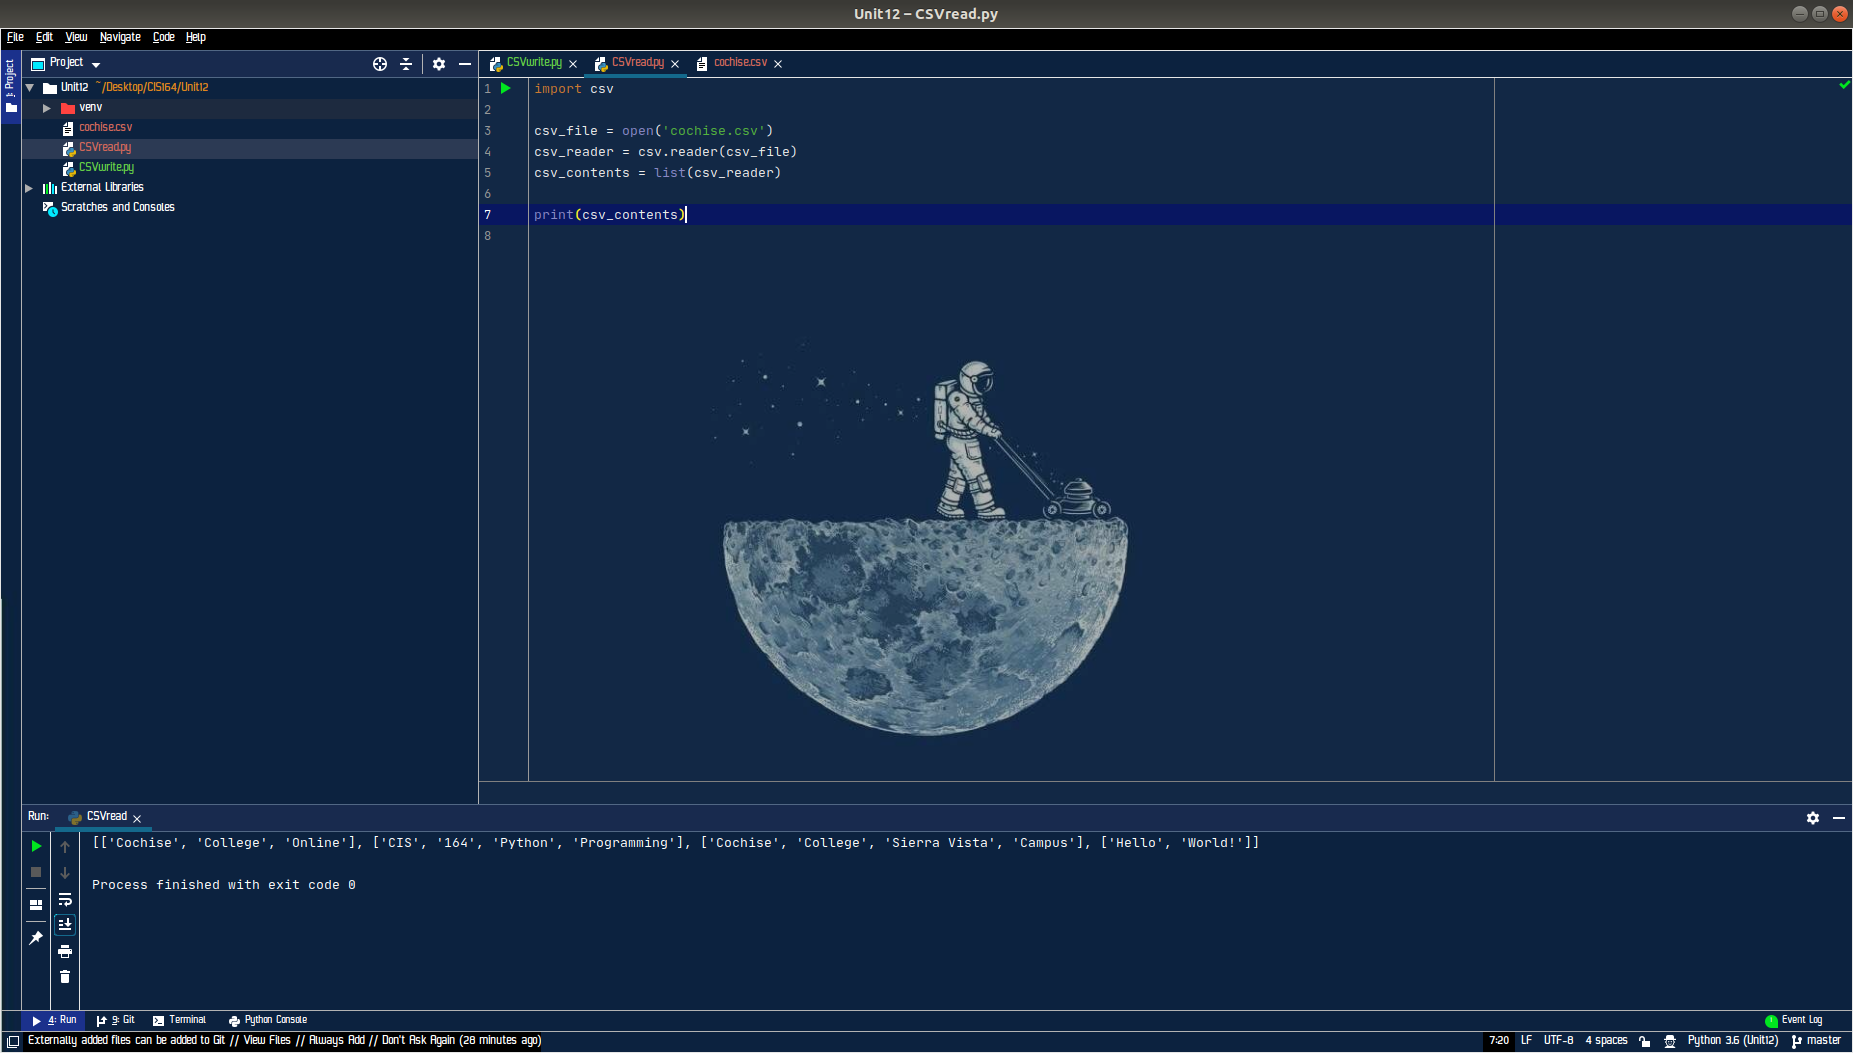 Unit12 – CSVread.py
File Edit View Navigate Code Help
1: Project
Project
Unit12 ~/Desktop/CIS164/Unit12
venv
cochise.csv
CSVread.py
CSVwrite.py
External Libraries
Scratches and Consoles
CSVwrite.py CSVread.py cochise.csv
1 import csv
2
3 csv_file = open('cochise.csv')
4 csv_reader = csv.reader(csv_file)
5 csv_contents = list(csv_reader)
6
7 print(csv_contents)
8
Run: CSVread
[['Cochise', 'College', 'Online'], ['CIS', '164', 'Python', 'Programming'], ['Cochise', 'College', 'Sierra Vista', 'Campus'], ['Hello', 'World!']]
Process finished with exit code 0
4: Run 9: Git Terminal Python Console Event Log
Externally added files can be added to Git // View Files // Always Add // Don't Ask Again (28 minutes ago) 7:20 LF UTF-8 4 spaces Python 3.6 (Unit12) master